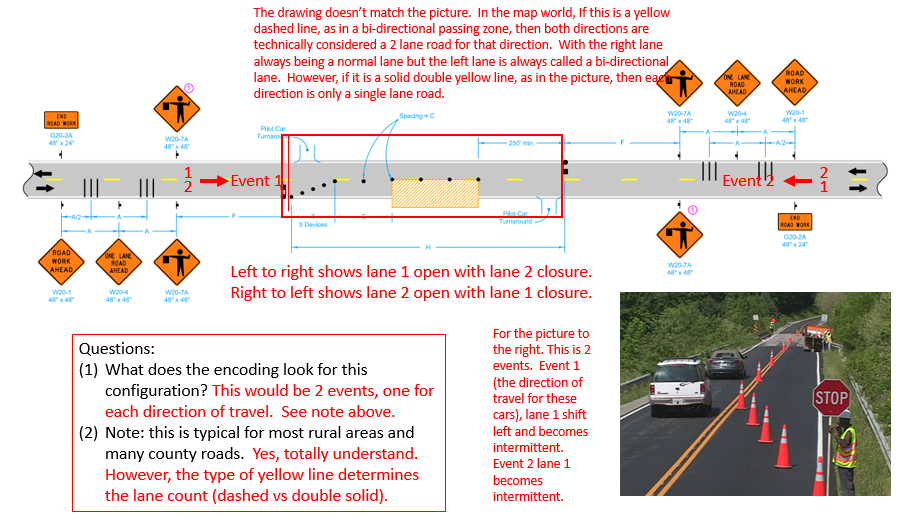 The drawing doesn't match the picture.  In the map world, If this is a yellow
dashed line, as in a bi-directional passing zone, then both directions are
technically considered a 2 lane road for that direction.  With the right lane
always being a normal lane but the left lane is always called a bi-directional
lane.  However, if it is a solid double yellow line, as in the picture, then each
direction is only a single lane road.
END
ROAD WORK
G20-2A
48" x 24"
1
W20-7A
48" x 48"
Pilot Car
Turnaround
Spacing = C
250' min.
F
W20-7A
48" x 48"
ONE LANE
ROAD
AHEAD
W20-4
48" x 48"
ROAD
WORK
AHEAD
W20-1
48" x 48"
A
A
A/2
1
2
Event 1
Event 2
2
1
A/2
A
A
F
5 Devices
Pilot Car
Turnaround
H
ROAD
WORK
AHEAD
W20-1
48" x 48"
ONE LANE
ROAD
AHEAD
W20-4
48" x 48"
W20-7A
48" x 48"
1
W20-7A
48" x 48"
END
ROAD WORK
G20-2A
48" x 24"
Left to right shows lane 1 open with lane 2 closure.
Right to left shows lane 2 open with lane 1 closure.
Questions:
(1) What does the encoding look for this
configuration? This would be 2 events, one for
each direction of travel.  See note above.
(2) Note: this is typical for most rural areas and
many county roads.  Yes, totally understand.
However, the type of yellow line determines
the lane count (dashed vs double solid).
For the picture to
the right. This is 2
events.  Event 1
(the direction of
travel for these
cars), lane 1 shift
left and becomes
intermittent.
Event 2 lane 1
becomes
intermittent.
STOP